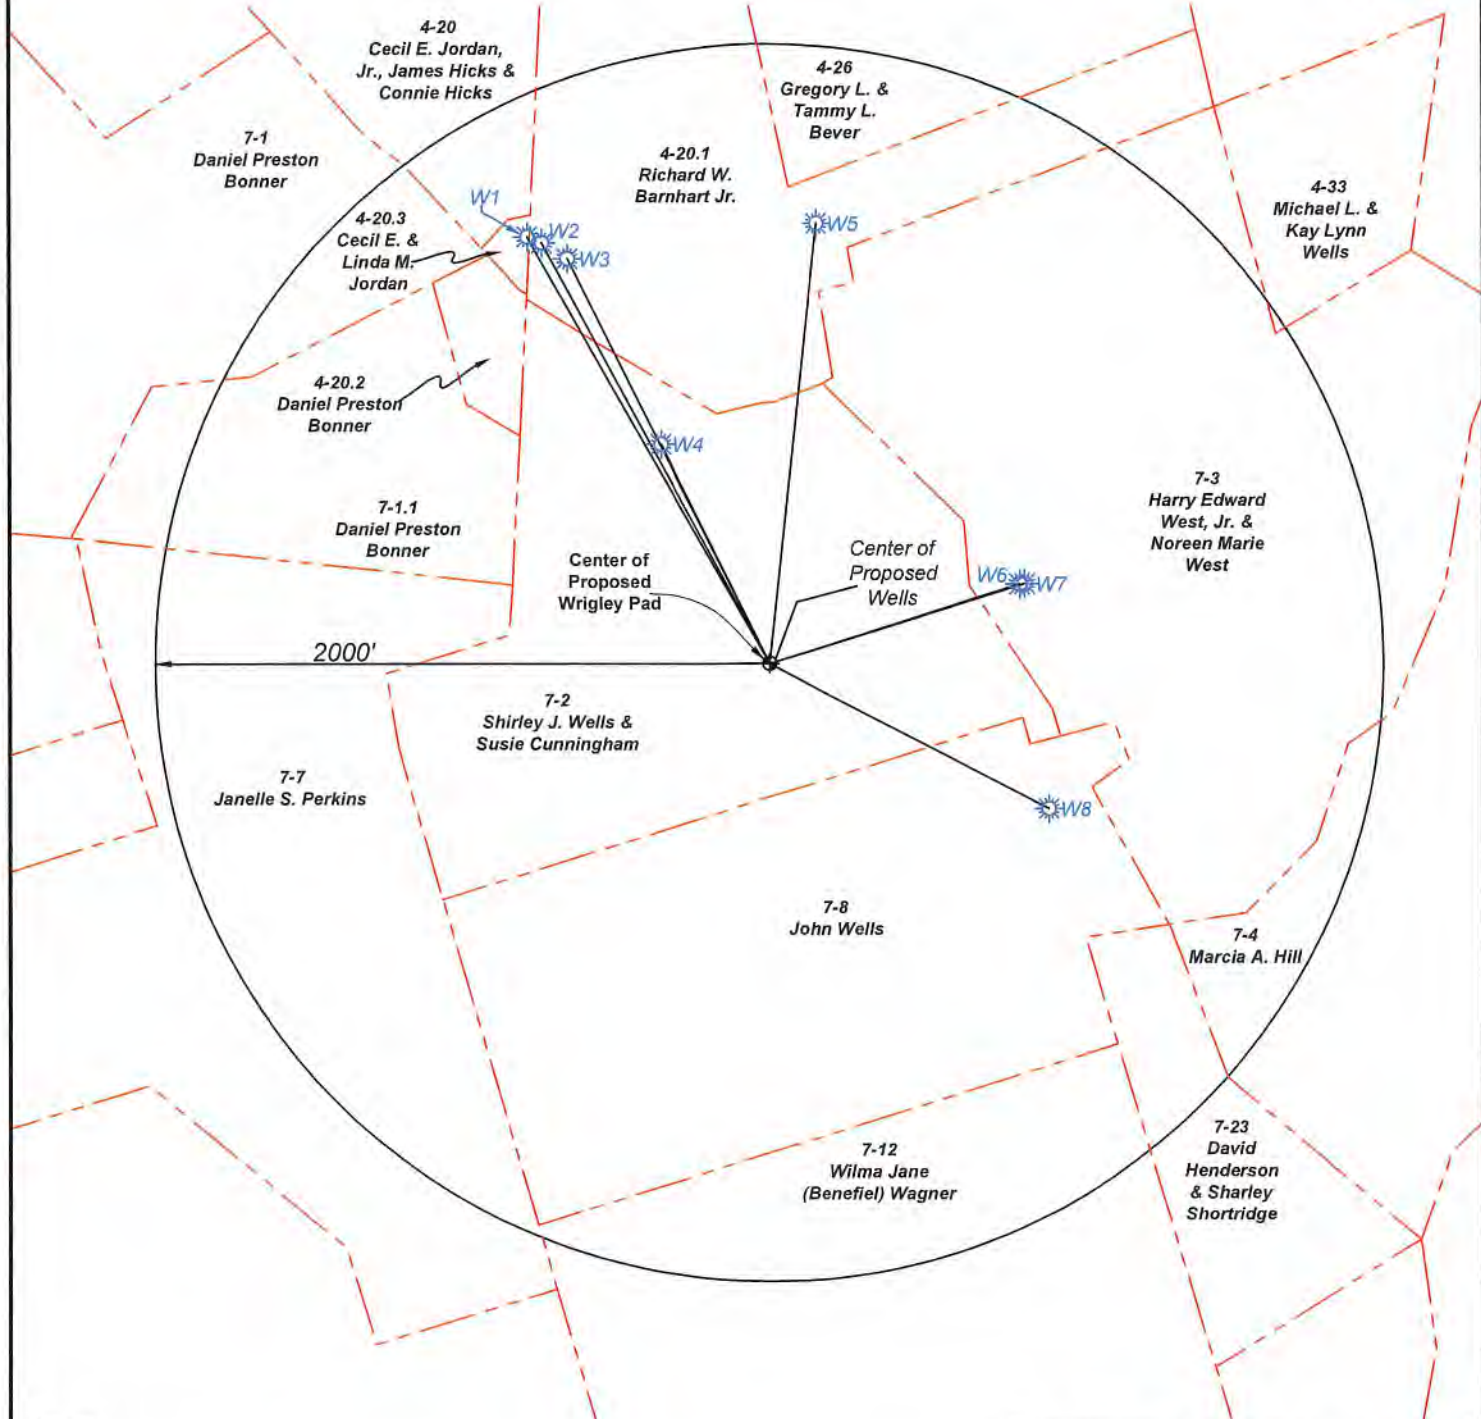 4-20
Cecil E. Jordan,
Jr., James Hicks &
Connie Hicks
4-26
Gregory L. &
Tammy L.
Bever
7-1
Daniel Preston
Bonner
4-20.1
Richard W.
Barnhart Jr.
4-33
Michael L. &
Kay Lynn
Wells
W1
W2
W3
W5
4-20.3
Cecil E. &
Linda M.
Jordan
4-20.2
Daniel Preston
Bonner
W4
7-1.1
Daniel Preston
Bonner
7-3
Harry Edward
West, Jr. &
Noreen Marie
West
Center of
Proposed
Wrigley Pad
Center of
Proposed
Wells
W6
W7
2000'
7-2
Shirley J. Wells &
Susie Cunningham
7-7
Janelle S. Perkins
W8
7-8
John Wells
7-4
Marcia A. Hill
7-12
Wilma Jane
(Benefiel) Wagner
7-23
David
Henderson
& Sharley
Shortridge